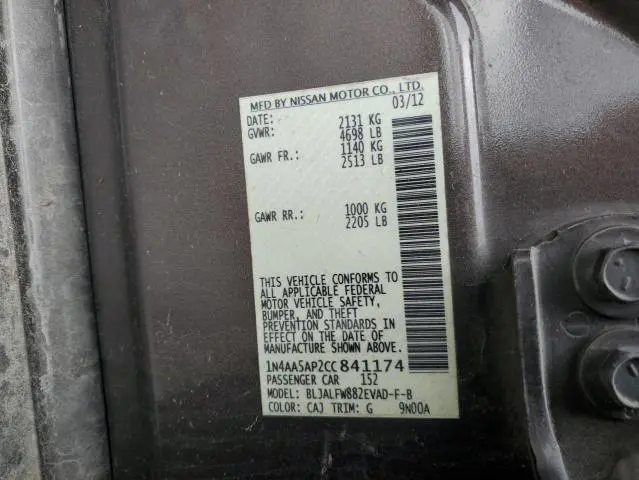 MFD BY NISSAN MOTOR CO., LTD.
DATE: 03/12
GVWR: 2131 KG
4698 LB
GAWR FR.: 1140 KG
2513 LB
GAWR RR.: 1000 KG
2205 LB
THIS VEHICLE CONFORMS TO
ALL APPLICABLE FEDERAL
MOTOR VEHICLE SAFETY,
BUMPER, AND THEFT
PREVENTION STANDARDS IN
EFFECT ON THE DATE OF
MANUFACTURE SHOWN ABOVE.
1N4AA5AP2CC841174
PASSENGER CAR 152
MODEL: BLJALFW882EVAD-F-B
COLOR: CAJ TRIM: G 9N00A